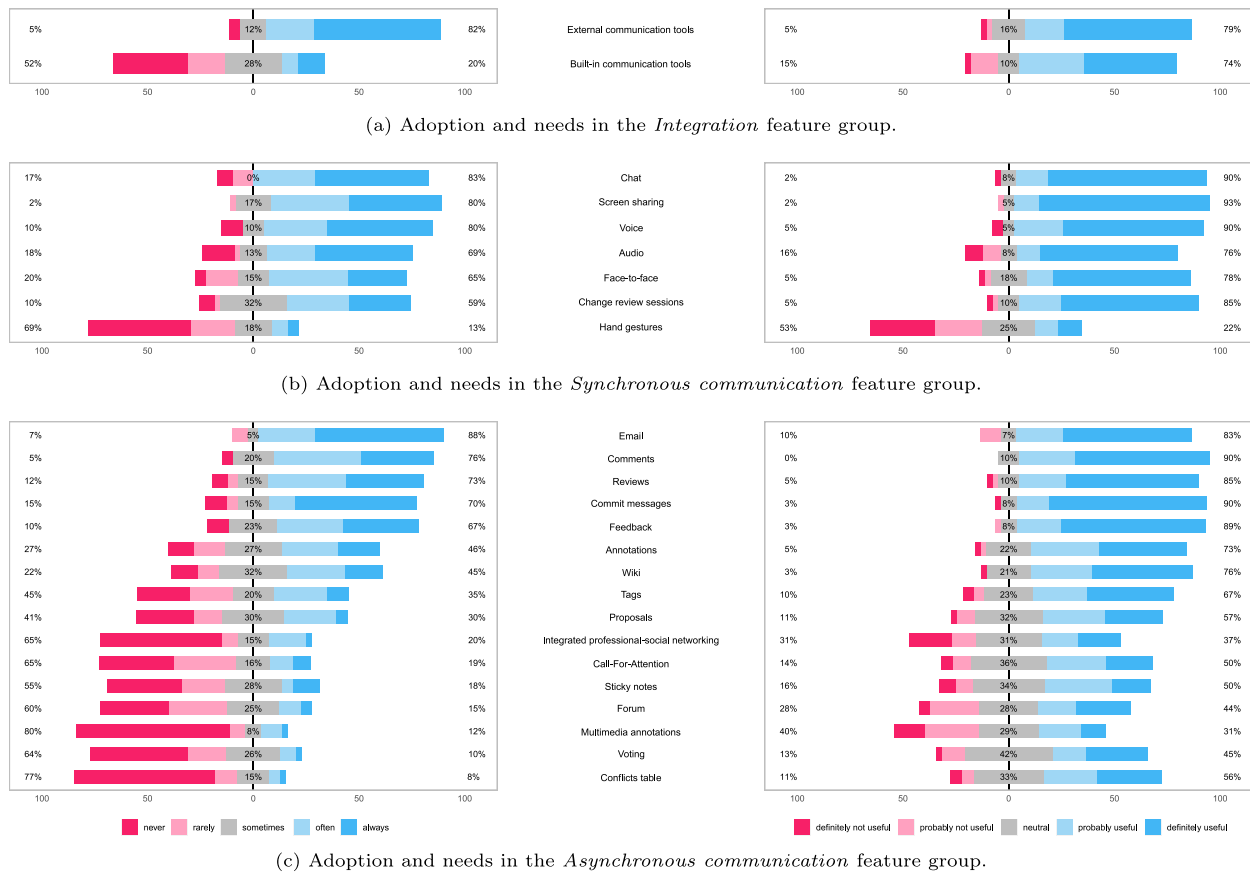 5% 12% 82% External communication tools 5% 16% 79%
52% 28% 20% Built-in communication tools 15% 10% 74%
100 50 0 50 100 100 50 0 50 100
(a) Adoption and needs in the Integration feature group.
17% 0% 83% Chat 2% 8% 90%
2% 17% 80% Screen sharing 2% 5% 93%
10% 10% 80% Voice 5% 5% 90%
18% 13% 69% Audio 16% 8% 76%
20% 15% 65% Face-to-face 5% 18% 78%
10% 32% 59% Change review sessions 5% 10% 85%
69% 18% 13% Hand gestures 53% 25% 22%
100 50 0 50 100 100 50 0 50 100
(b) Adoption and needs in the Synchronous communication feature group.
7% 5% 88% Email 10% 7% 83%
5% 20% 76% Comments 0% 10% 90%
12% 15% 73% Reviews 5% 10% 85%
15% 15% 70% Commit messages 3% 8% 90%
10% 23% 67% Feedback 3% 8% 89%
27% 27% 46% Annotations 5% 22% 73%
22% 32% 45% Wiki 3% 21% 76%
45% 20% 35% Tags 10% 23% 67%
41% 30% 30% Proposals 11% 32% 57%
65% 15% 20% Integrated professional-social networking 31% 31% 37%
65% 16% 19% Call-For-Attention 14% 36% 50%
55% 28% 18% Sticky notes 16% 34% 50%
60% 25% 15% Forum 28% 28% 44%
80% 8% 12% Multimedia annotations 40% 29% 31%
64% 26% 10% Voting 13% 42% 45%
77% 15% 8% Conflicts table 11% 33% 56%
100 50 0 50 100 100 50 0 50 100
never rarely sometimes often always definitely not useful probably not useful neutral probably useful definitely useful
(c) Adoption and needs in the Asynchronous communication feature group.